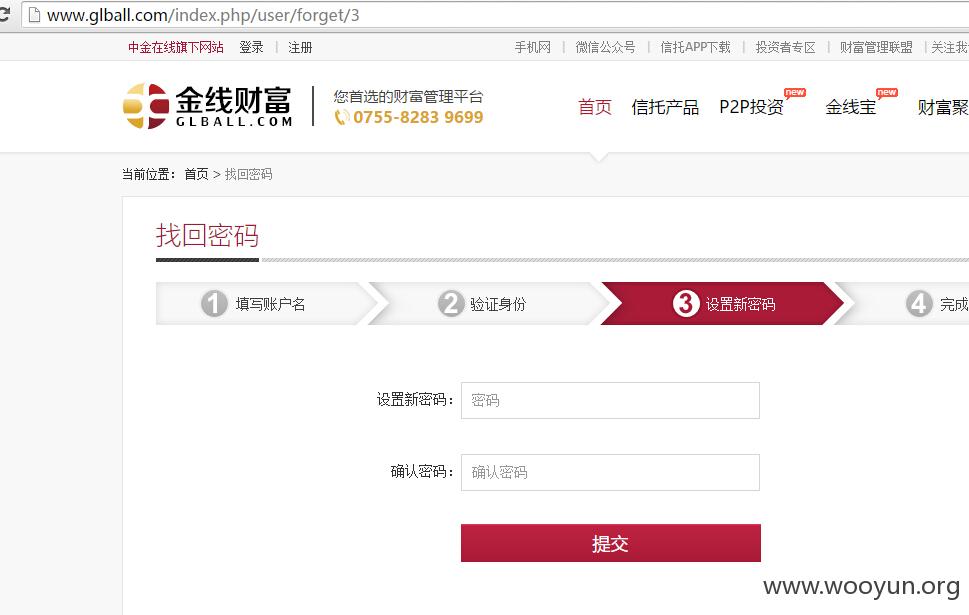 www.glball.com/index.php/user/forget/3
中金在线旗下网站 登录 | 注册 手机网 | 微信公众号 | 信托APP下载 | 投资者专区 | 财富管理联盟 | 关注我
金线财富
GLBALL.COM
您首选的财富管理平台
0755-8283 9699
首页 信托产品 P2P投资 new 金线宝 new 财富聚
当前位置： 首页 > 找回密码
找回密码
1 填写账户名 2 验证身份 3 设置新密码 4 完成
设置新密码： 密码
确认密码： 确认密码
提交
www.wooyun.org